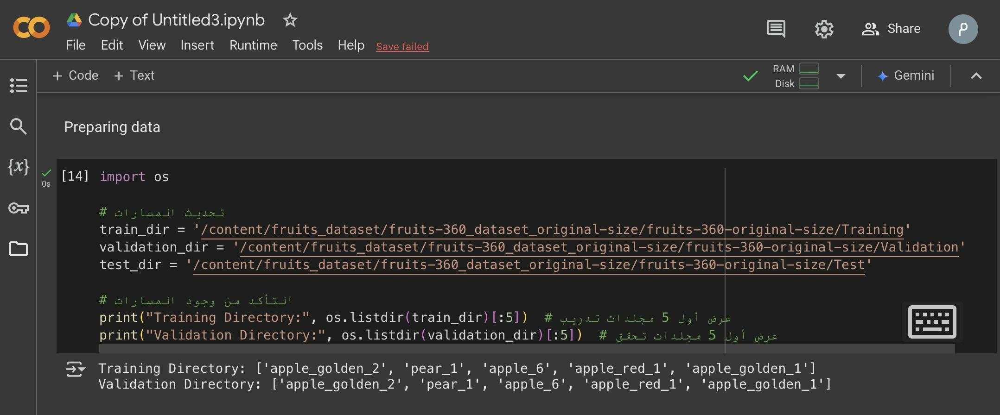 Copy of Untitled3.ipynb
File Edit View Insert Runtime Tools Help Save failed
Share
+ Code + Text
RAM
Disk
Gemini
Preparing data
0s
[14] import os
# تحديث المسارات
train_dir = '/content/fruits_dataset/fruits-360_dataset_original-size/fruits-360-original-size/Training'
validation_dir = '/content/fruits_dataset/fruits-360_dataset_original-size/fruits-360-original-size/Validation'
test_dir = '/content/fruits_dataset/fruits-360_dataset_original-size/fruits-360-original-size/Test'
# التأكد من وجود المسارات
print("Training Directory:", os.listdir(train_dir)[:5])  # عرض أول 5 مجلدات تدريب
print("Validation Directory:", os.listdir(validation_dir)[:5])  # عرض أول 5 مجلدات تحقق
Training Directory: ['apple_golden_2', 'pear_1', 'apple_6', 'apple_red_1', 'apple_golden_1']
Validation Directory: ['apple_golden_2', 'pear_1', 'apple_6', 'apple_red_1', 'apple_golden_1']